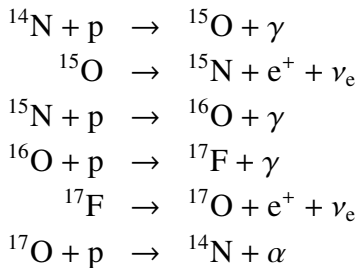 ¹⁴N + p → ¹⁵O + γ
¹⁵O → ¹⁵N + e⁺ + νₑ
¹⁵N + p → ¹⁶O + γ
¹⁶O + p → ¹⁷F + γ
¹⁷F → ¹⁷O + e⁺ + νₑ
¹⁷O + p → ¹⁴N + α